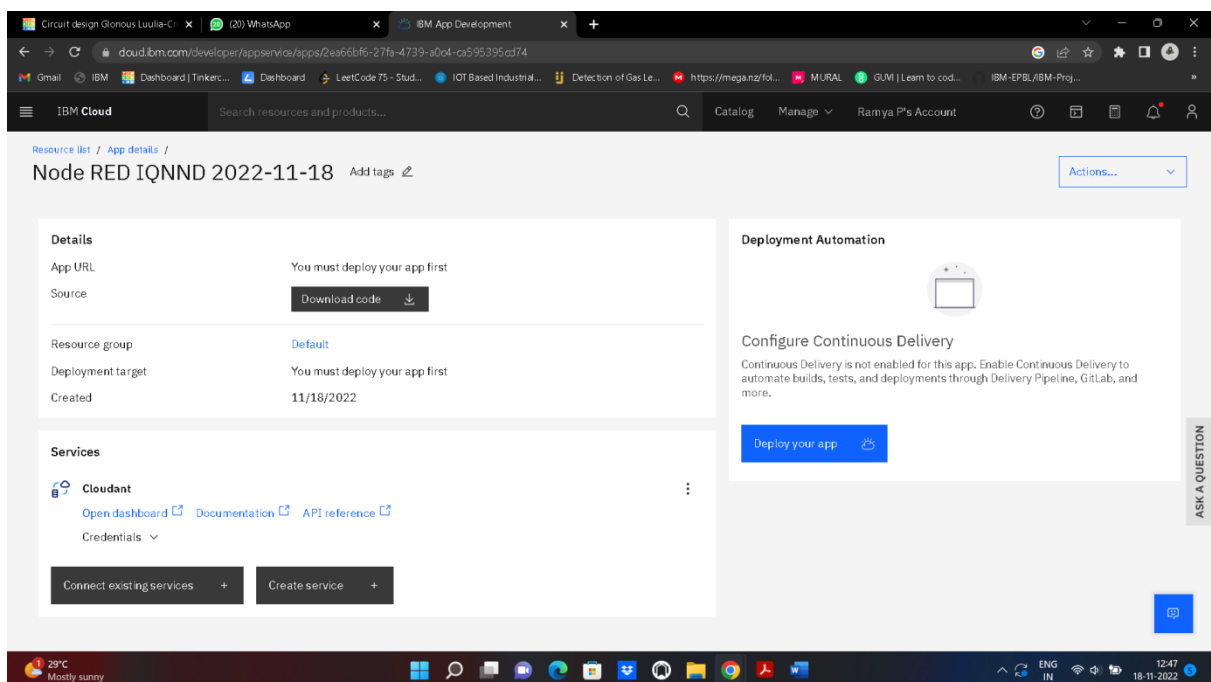 Circuit design Glorious Luulia-Cir
(20) WhatsApp
IBM App Development
cloud.ibm.com/developer/appservice/apps/2ea66bf6-27fa-4739-a0c4-ca595395cd74
Gmail
IBM
Dashboard | Tinkerc...
Dashboard
LeetCode 75 - Stud...
IOT Based Industrial...
Detection of Gas Le...
https://mega.nz/fol...
MURAL
GUVI | Learn to cod...
IBM-EPBL/IBM-Proj...
»
IBM Cloud
Search resources and products...
Catalog
Manage
Ramya P's Account
Resource list / App details /
Node RED IQNND 2022-11-18
Add tags
Actions...
Details
App URL
You must deploy your app first
Source
Download code
Resource group
Default
Deployment target
You must deploy your app first
Created
11/18/2022
Deployment Automation
Configure Continuous Delivery
Continuous Delivery is not enabled for this app. Enable Continuous Delivery to
automate builds, tests, and deployments through Delivery Pipeline, GitLab, and
more.
Deploy your app
Services
Cloudant
Open dashboard
Documentation
API reference
Credentials
Connect existing services +
Create service +
ASK A QUESTION
1
29°C
Mostly sunny
ENG
IN
12:47
18-11-2022
5